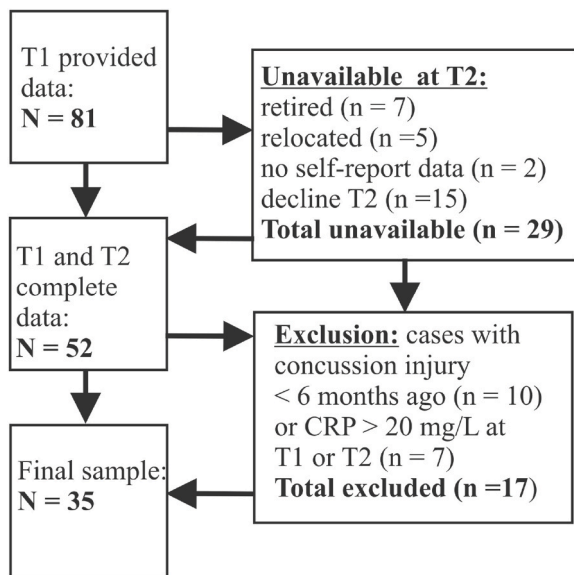 T1 provided
data:
N = 81
Unavailable at T2:
retired (n = 7)
relocated (n =5)
no self-report data (n = 2)
decline T2 (n =15)
Total unavailable (n = 29)
T1 and T2
complete
data:
N = 52
Exclusion: cases with
concussion injury
< 6 months ago (n = 10)
or CRP > 20 mg/L at
T1 or T2 (n = 7)
Total excluded (n =17)
Final sample:
N = 35